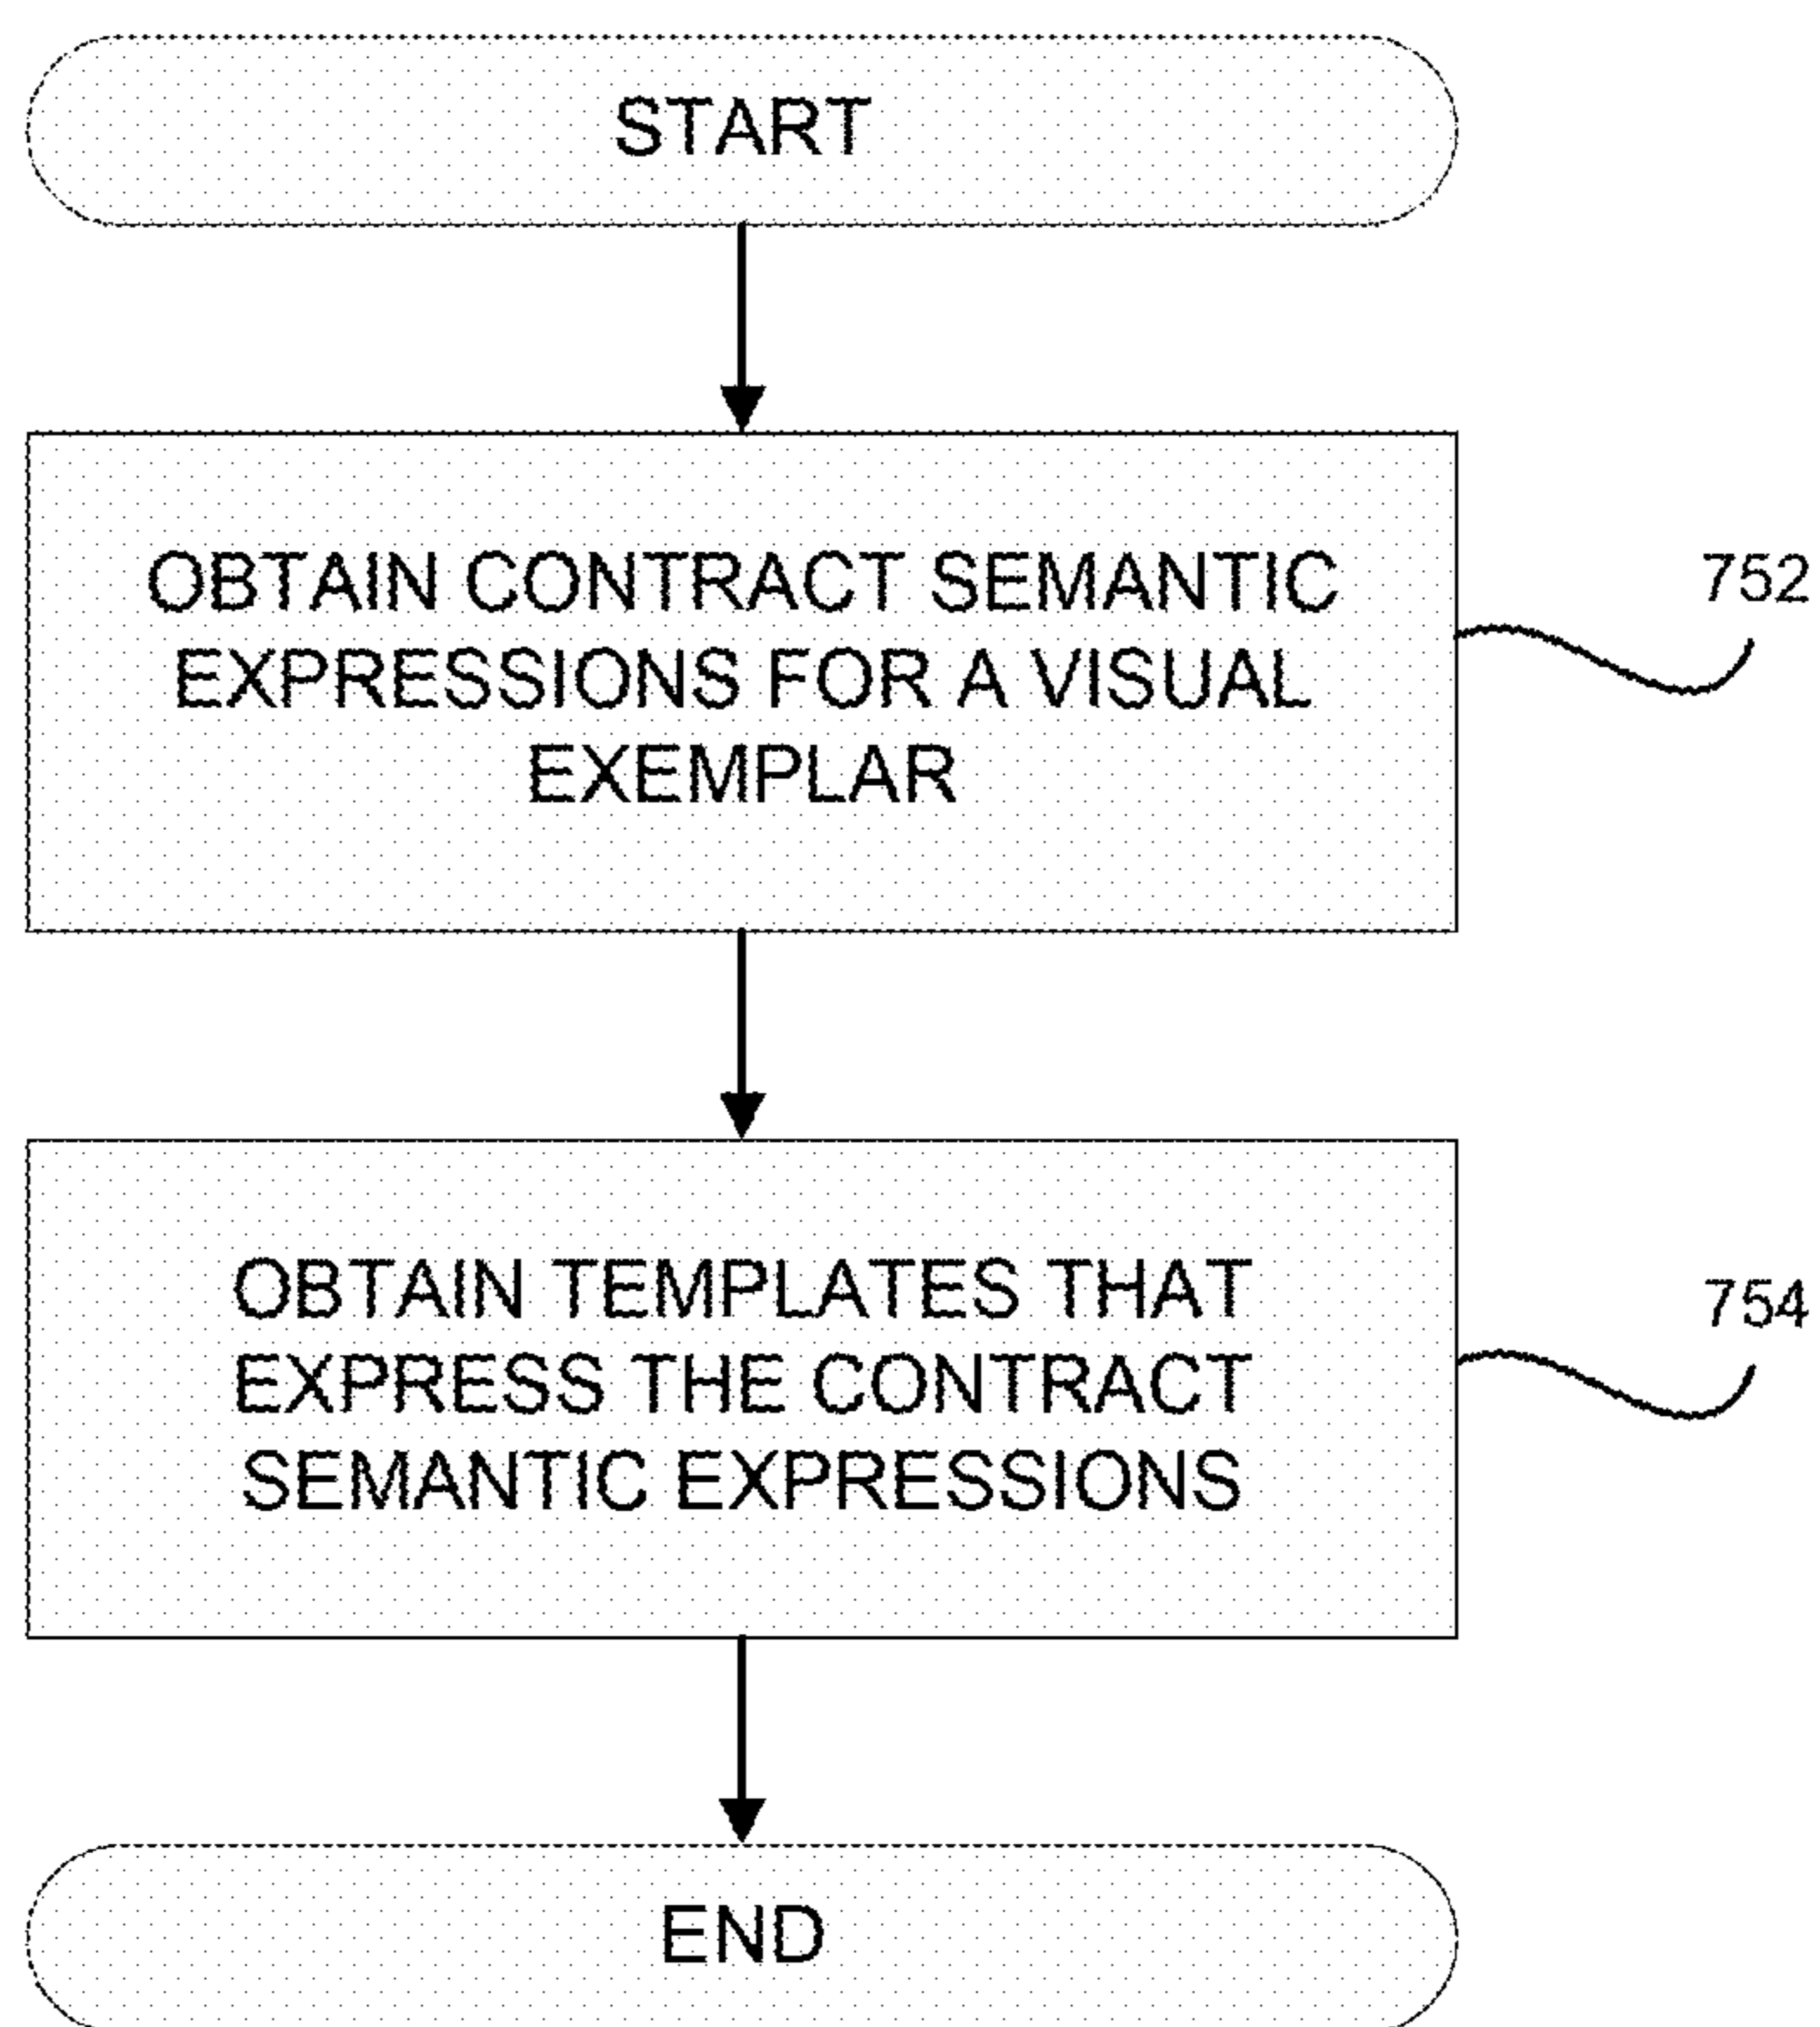 START
OBTAIN CONTRACT SEMANTIC
EXPRESSIONS FOR A VISUAL
EXEMPLAR
752
OBTAIN TEMPLATES THAT
EXPRESS THE CONTRACT
SEMANTIC EXPRESSIONS
754
END